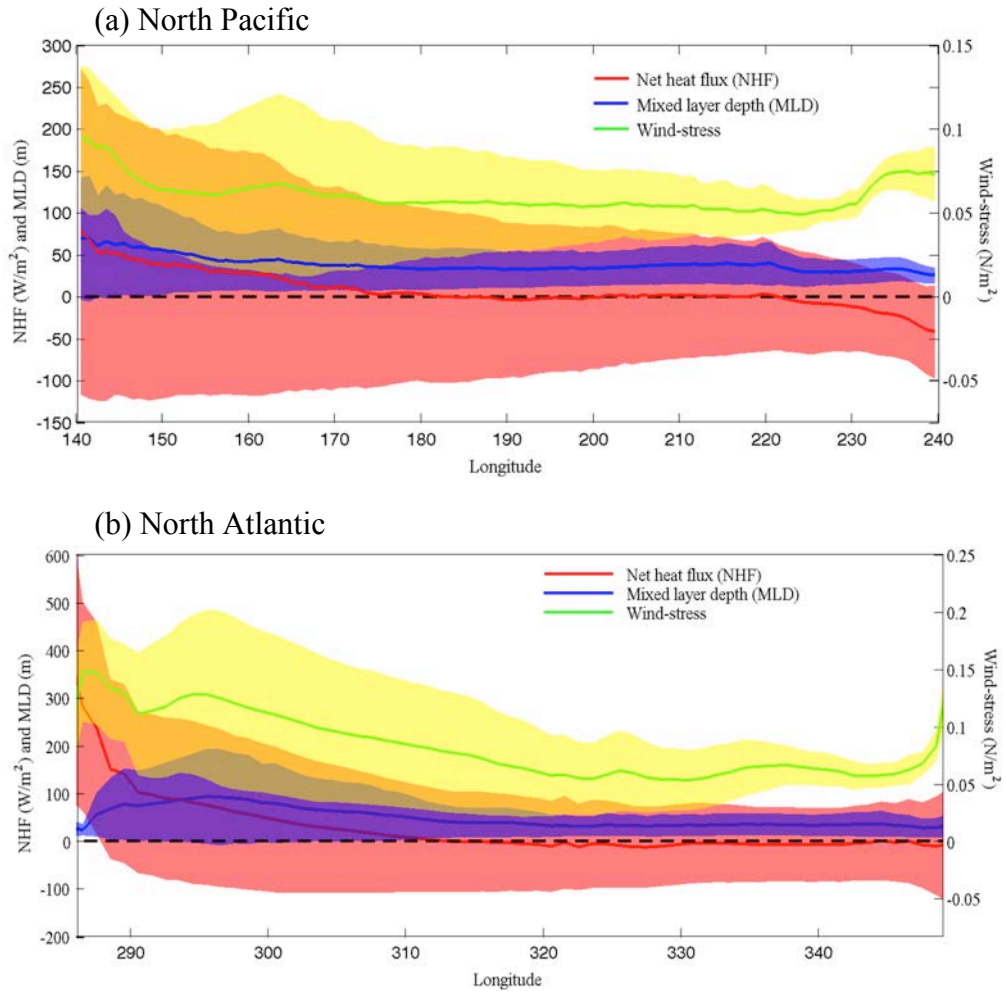 (a) North Pacific
300
250
200
150
100
50
0
-50
-100
-150
NHF (W/m²) and MLD (m)
0.15
0.1
0.05
0
-0.05
Wind-stress (N/m²)
Net heat flux (NHF)
Mixed layer depth (MLD)
Wind-stress
140 150 160 170 180 190 200 210 220 230 240
Longitude
(b) North Atlantic
600
500
400
300
200
100
0
-100
-200
NHF (W/m²) and MLD (m)
0.25
0.2
0.15
0.1
0.05
0
-0.05
Wind-stress (N/m²)
Net heat flux (NHF)
Mixed layer depth (MLD)
Wind-stress
290 300 310 320 330 340
Longitude